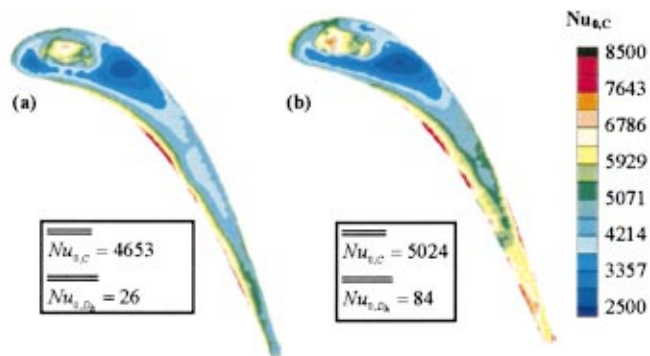 Nu₀,C
8500
7643
6786
5929
5071
4214
3357
2500
(a)
(b)
Nu₀,C = 4653
Nu₀,Dh = 26
Nu₀,C = 5024
Nu₀,Dh = 84